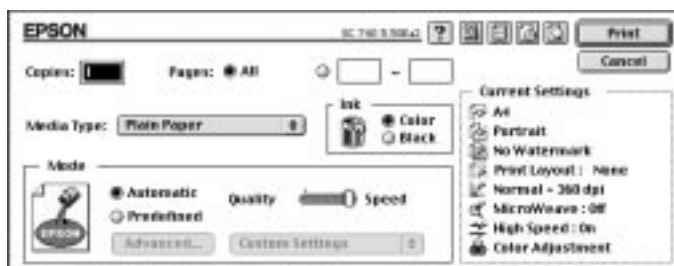 EPSON
?
Print
Cancel
Copies: 1
Pages: All
~
Media Type: Plain Paper
Ink
Color
Black
Mode
Automatic
Predefined
Quality
Speed
EPSON
Advanced...
Custom Settings
Current Settings
A4
Portrait
No Watermark
Print Layout : None
Normal - 360 dpi
MicroWeave : Off
High Speed : On
Color Adjustment